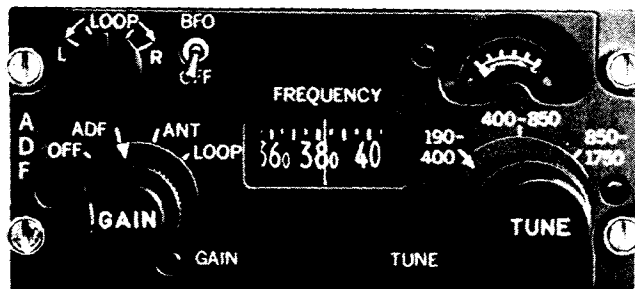 LOOP
L R
BFO
OFF
FREQUENCY
ADF
OFF
ADF
ANT
LOOP
360 380 40
190-
400
400-850
850-
1750
GAIN
TUNE
GAIN
TUNE